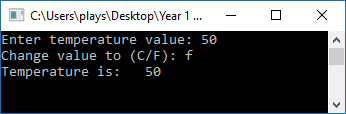 C:\Users\plays\Desktop\Year 1 ...
Enter temperature value: 50
Change value to (C/F): f
Temperature is:   50